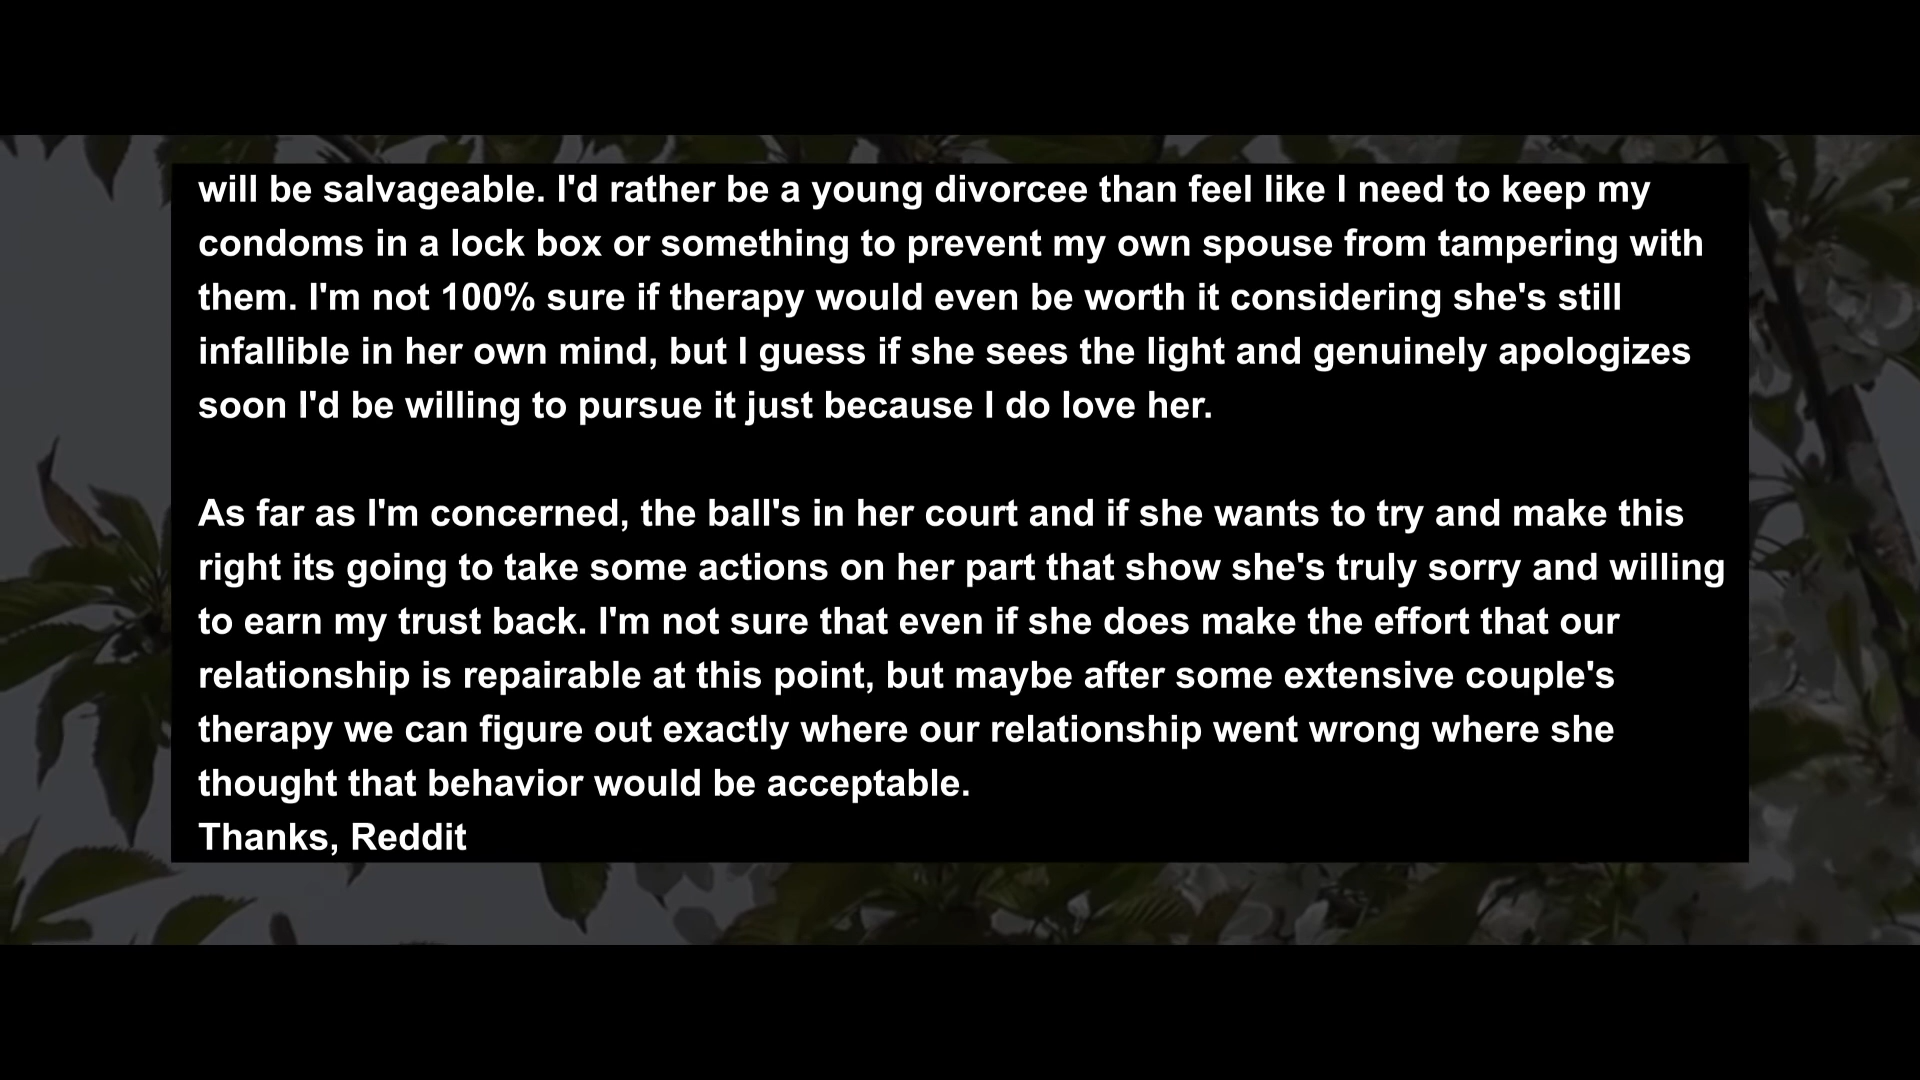 will be salvageable. I'd rather be a young divorcee than feel like I need to keep my
condoms in a lock box or something to prevent my own spouse from tampering with
them. I'm not 100% sure if therapy would even be worth it considering she's still
infallible in her own mind, but I guess if she sees the light and genuinely apologizes
soon I'd be willing to pursue it just because I do love her.
As far as I'm concerned, the ball's in her court and if she wants to try and make this
right its going to take some actions on her part that show she's truly sorry and willing
to earn my trust back. I'm not sure that even if she does make the effort that our
relationship is repairable at this point, but maybe after some extensive couple's
therapy we can figure out exactly where our relationship went wrong where she
thought that behavior would be acceptable.
Thanks, Reddit